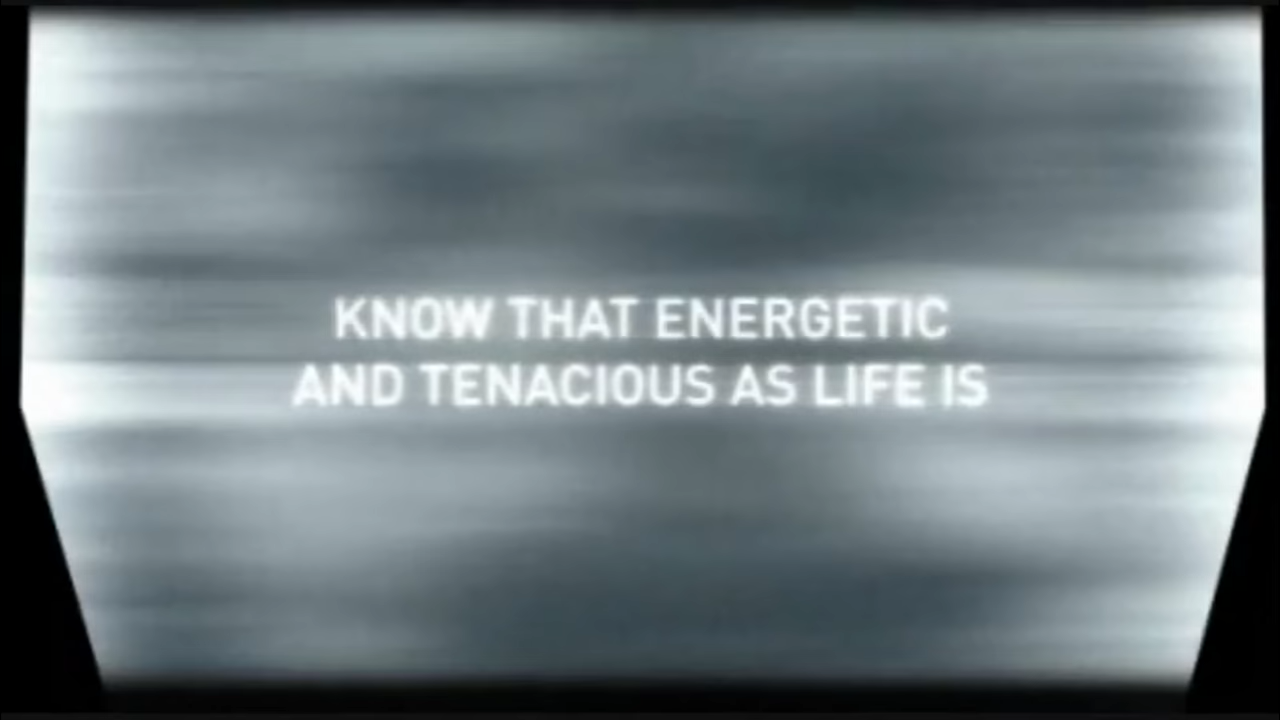 KNOW THAT ENERGETIC
AND TENACIOUS AS LIFE IS